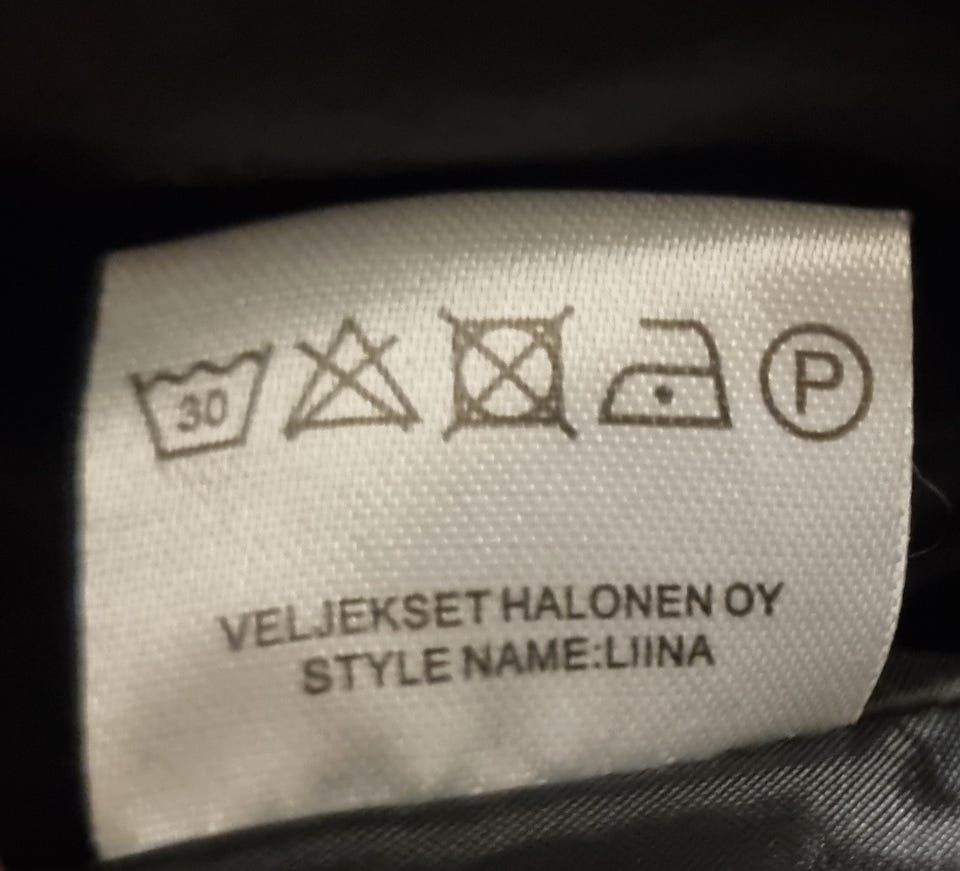 30 P
VELJEKSET HALONEN OY
STYLE NAME:LIINA